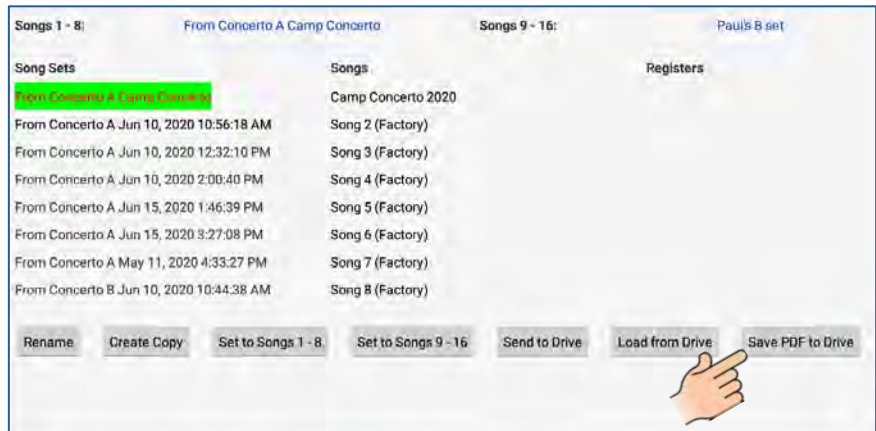 Songs 1 - 8: From Concerto A Camp Concerto Songs 9 - 16: Paul's B set
Song Sets Songs Registers
From Concerto A Camp Concerto Camp Concerto 2020
From Concerto A Jun 10, 2020 10:56:18 AM Song 2 (Factory)
From Concerto A Jun 10, 2020 12:32:10 PM Song 3 (Factory)
From Concerto A Jun 10, 2020 2:00:40 PM Song 4 (Factory)
From Concerto A Jun 15, 2020 1:46:39 PM Song 5 (Factory)
From Concerto A Jun 15, 2020 3:27:08 PM Song 6 (Factory)
From Concerto A May 11, 2020 4:33:27 PM Song 7 (Factory)
From Concerto B Jun 10, 2020 10:44:38 AM Song 8 (Factory)
Rename Create Copy Set to Songs 1 - 8 Set to Songs 9 - 16 Send to Drive Load from Drive Save PDF to Drive